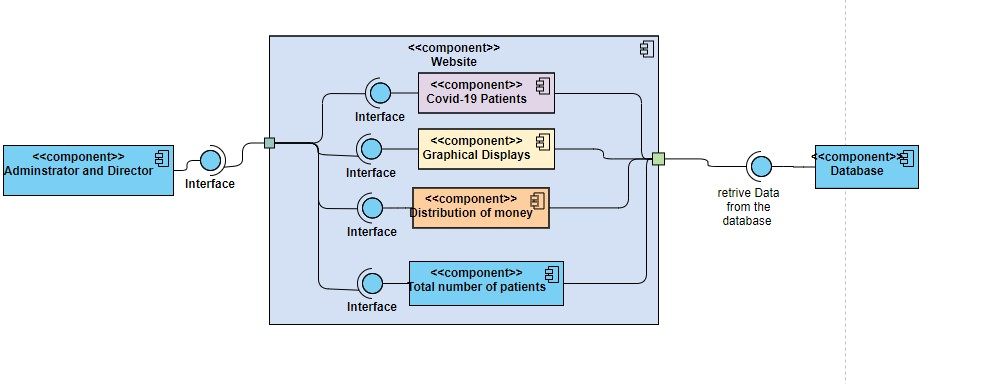 <<component>>
Website
<<component>>
Covid-19 Patients
Interface
<<component>>
Graphical Displays
Interface
<<component>>
Adminstrator and Director
Interface
<<component>>
Distribution of money
Interface
<<component>>
Total number of patients
Interface
retrive Data
from the
database
<<component>>
Database